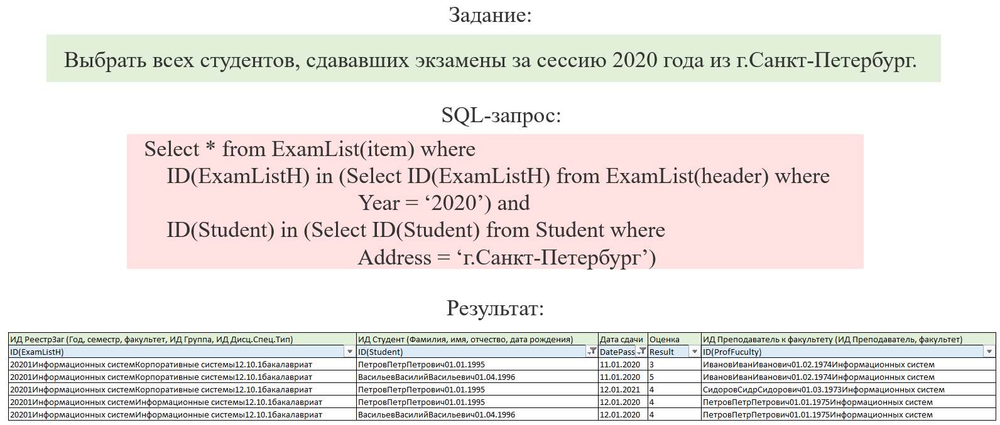 Задание:
Выбрать всех студентов, сдававших экзамены за сессию 2020 года из г.Санкт-Петербург.
SQL-запрос:
Select * from ExamList(item) where
ID(ExamListH) in (Select ID(ExamListH) from ExamList(header) where
Year = ‘2020’) and
ID(Student) in (Select ID(Student) from Student where
Address = ‘г.Санкт-Петербург’)
Результат:
ИД РеестрЗаг (Год, семестр, факультет, ИД Группа, ИД Дисц.Спец.Тип) ИД Студент (Фамилия, имя, отчество, дата рождения) Дата сдачи Оценка ИД Преподаватель к факультету (ИД Преподаватель, факультет)
ID(ExamListH) ID(Student) DatePass Result ID(ProfFuculty)
20201Информационных системКорпоративные системы12.10.1бакалавриат ПетровПетрПетрович01.01.1995 11.01.2020 3 ИвановИванИванович01.02.1974Информационных систем
20201Информационных системКорпоративные системы12.10.1бакалавриат ВасильевВасилийВасильевич01.04.1996 11.01.2020 5 ИвановИванИванович01.02.1974Информационных систем
20201Информационных системКорпоративные системы12.10.1бакалавриат ПетровПетрПетрович01.01.1995 12.01.2021 4 СидоровСидрСидорович01.03.1973Информационных систем
20201Информационных системИнформационные системы12.10.1бакалавриат ПетровПетрПетрович01.01.1995 12.01.2020 4 ПетровПетрПетрович01.01.1975Информационных систем
20201Информационных системИнформационные системы12.10.1бакалавриат ВасильевВасилийВасильевич01.04.1996 12.01.2020 4 ПетровПетрПетрович01.01.1975Информационных систем